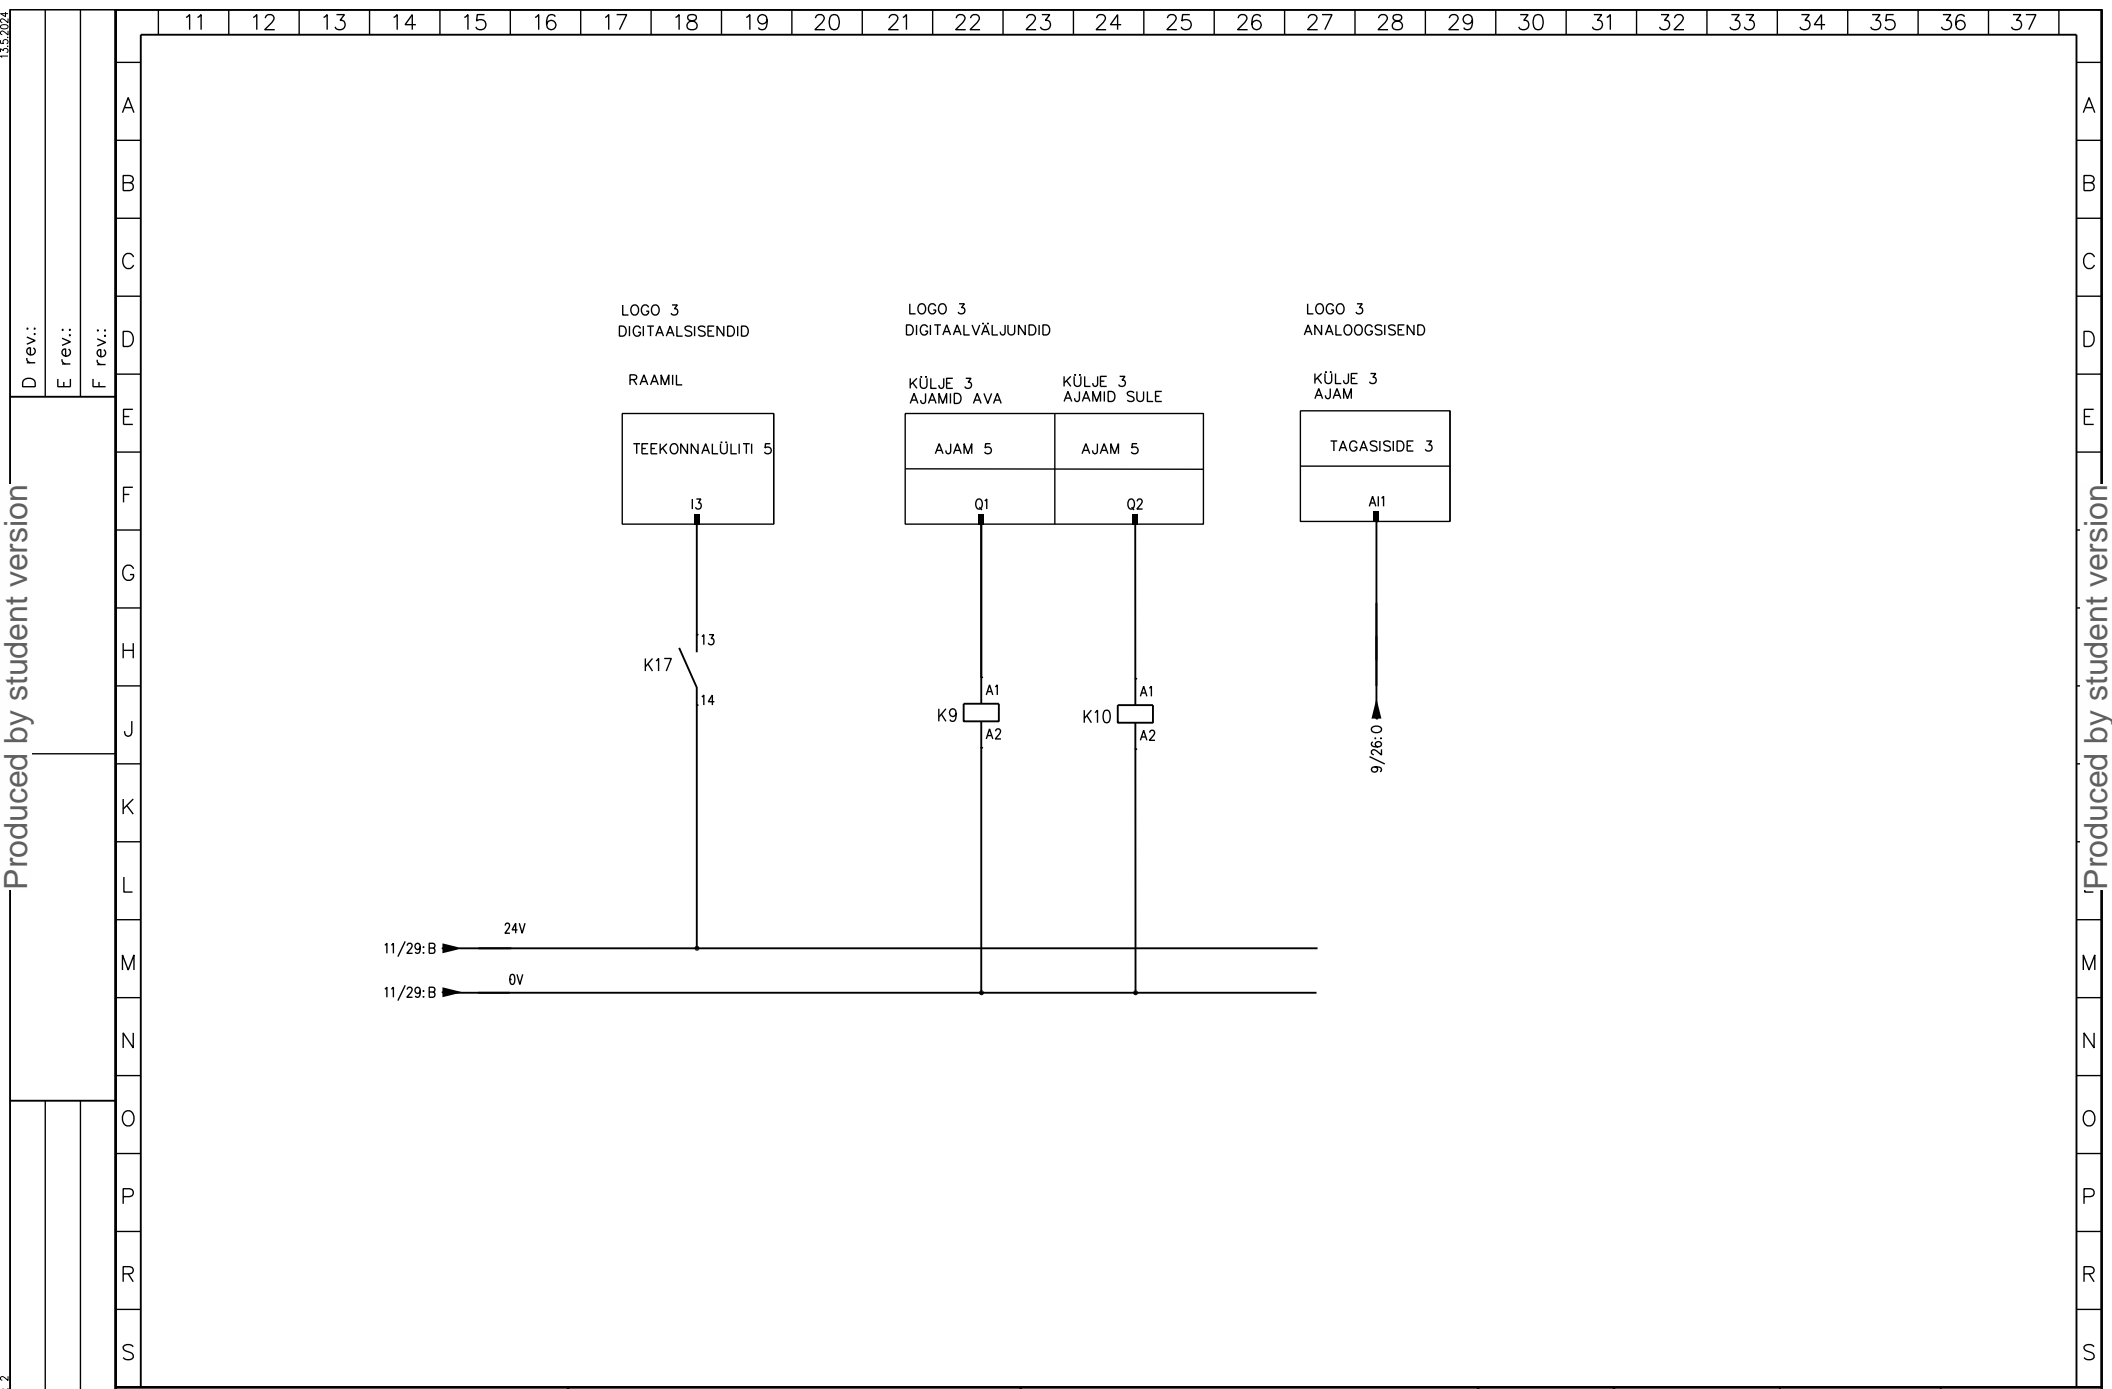 13.5.2024
11 12 13 14 15 16 17 18 19 20 21 22 23 24 25 26 27 28 29 30 31 32 33 34 35 36 37
D rev.:
E rev.:
F rev.:
A
B
C
D
E
F
G
H
J
K
L
M
N
O
P
R
S
Produced by student version
LOGO 3
DIGITAALSISENDID
RAAMIL
TEEKONNALÜLITI 5
I3
13
K17
14
LOGO 3
DIGITAALVÄLJUNDID
KÜLJE 3
AJAMID AVA
KÜLJE 3
AJAMID SULE
AJAM 5
AJAM 5
Q1
Q2
A1
K9
A2
A1
K10
A2
LOGO 3
ANALOOGSISEND
KÜLJE 3
AJAM
TAGASISIDE 3
AI1
9/26:0
24V
11/29:B
0V
11/29:B
A
B
C
D
E
F
G
H
J
K
L
M
N
O
P
R
S
Produced by student version